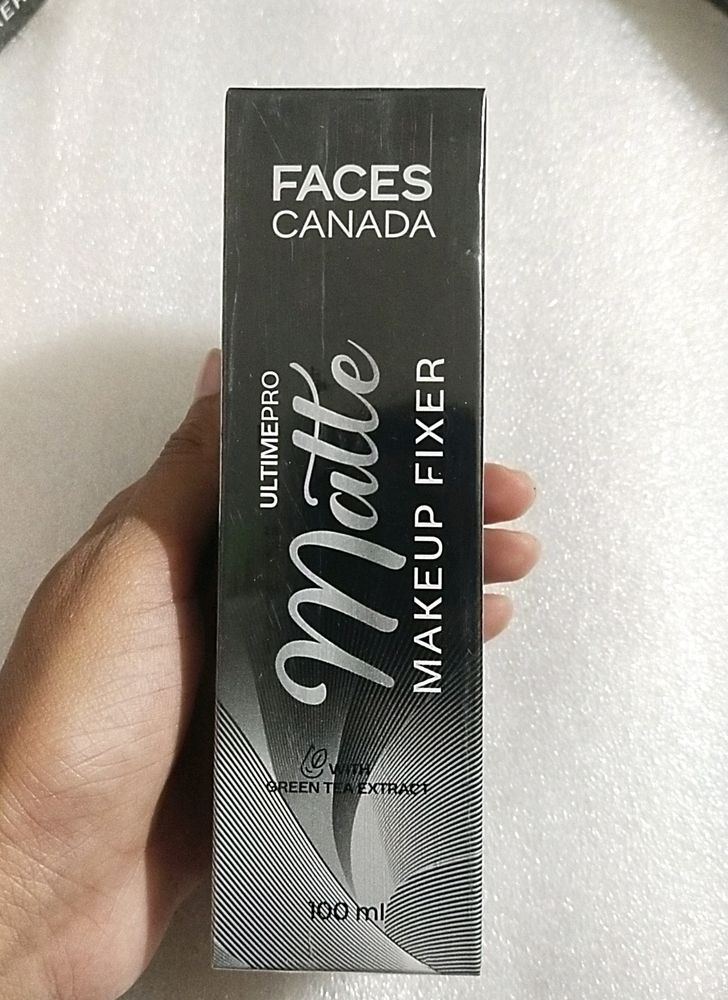 FACES
CANADA
ULTIMEPRO
Matte
MAKEUP FIXER
WITH
GREEN TEA EXTRACT
100 ml